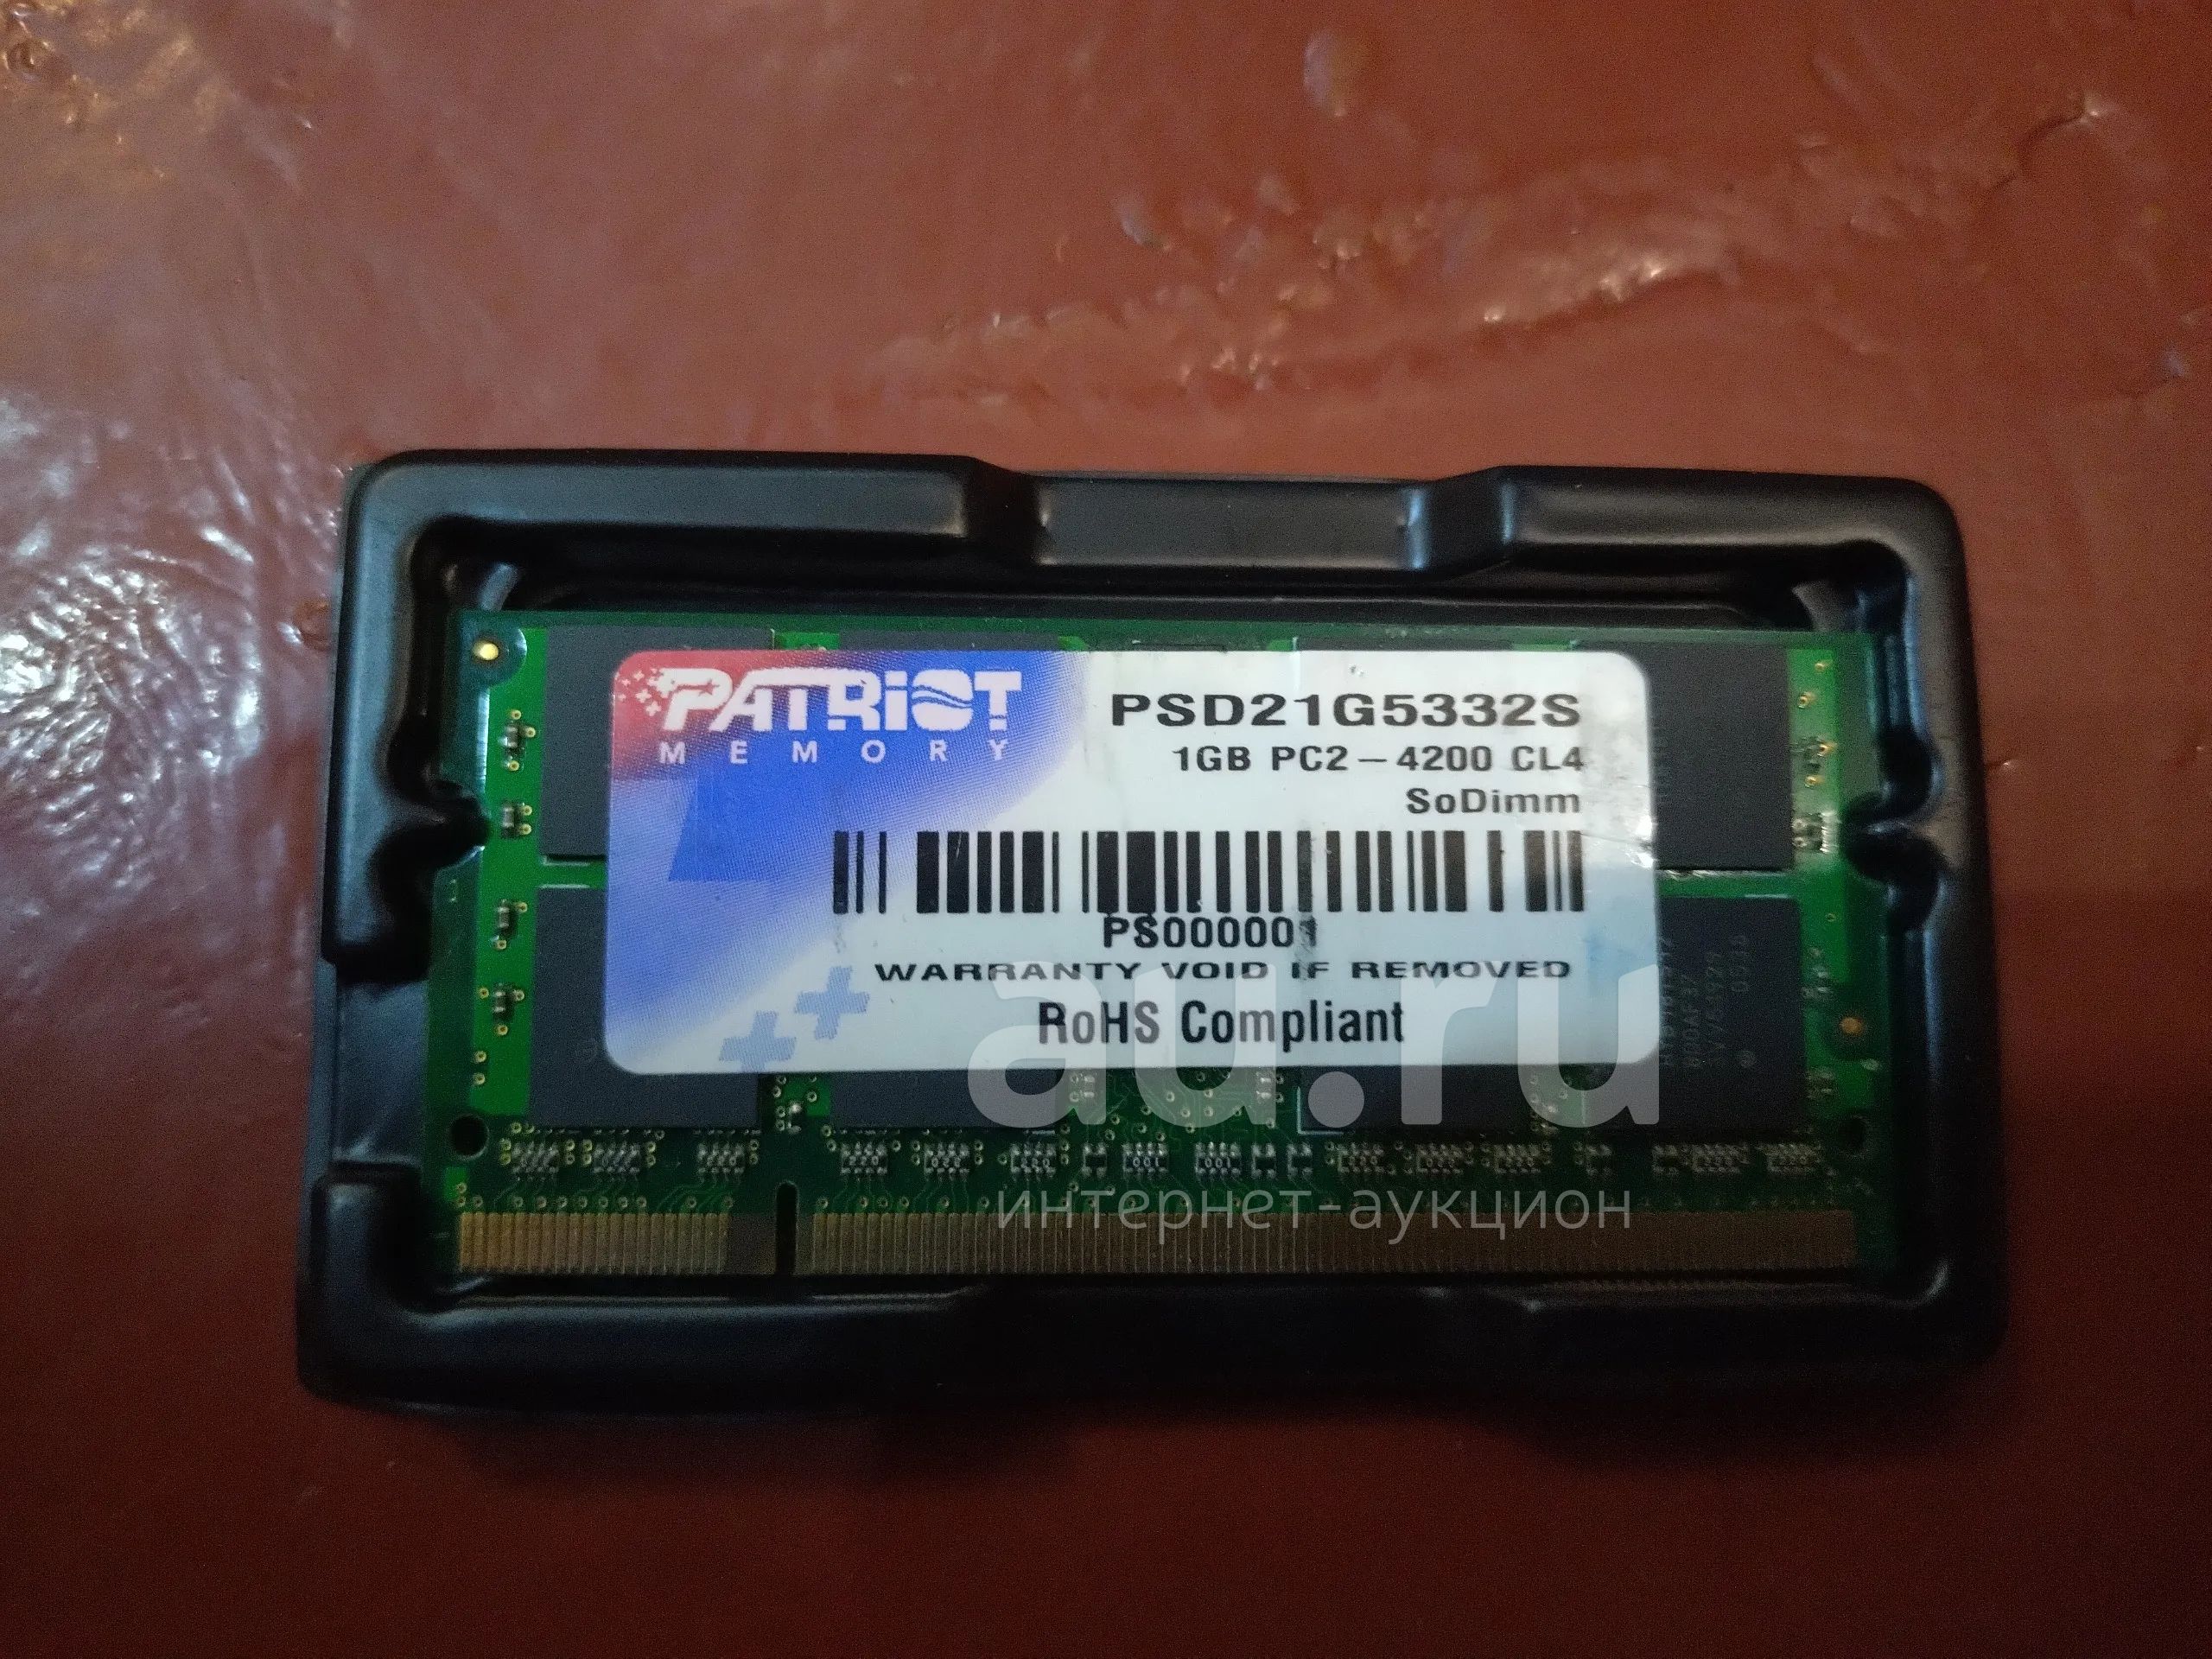 PATRIOT
MEMORY
PSD21G5332S
1GB PC2-4200 CL4
SoDimm
PS000001
WARRANTY VOID IF REMOVED
RoHS Compliant
au.ru
интернет-аукцион